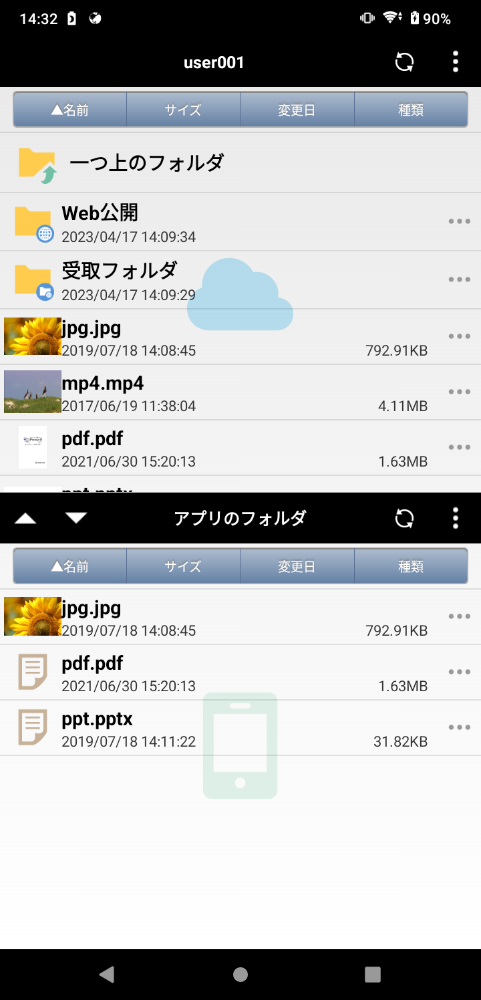 14:32 90%
user001
▲名前 サイズ 変更日 種類
一つ上のフォルダ
Web公開
2023/04/17 14:09:34
受取フォルダ
2023/04/17 14:09:29
jpg.jpg
2019/07/18 14:08:45 792.91KB
mp4.mp4
2017/06/19 11:38:04 4.11MB
pdf.pdf
2021/06/30 15:20:13 1.63MB
ppt.pptx
アプリのフォルダ
▲名前 サイズ 変更日 種類
jpg.jpg
2019/07/18 14:08:45 792.91KB
pdf.pdf
2021/06/30 15:20:13 1.63MB
ppt.pptx
2019/07/18 14:11:22 31.82KB